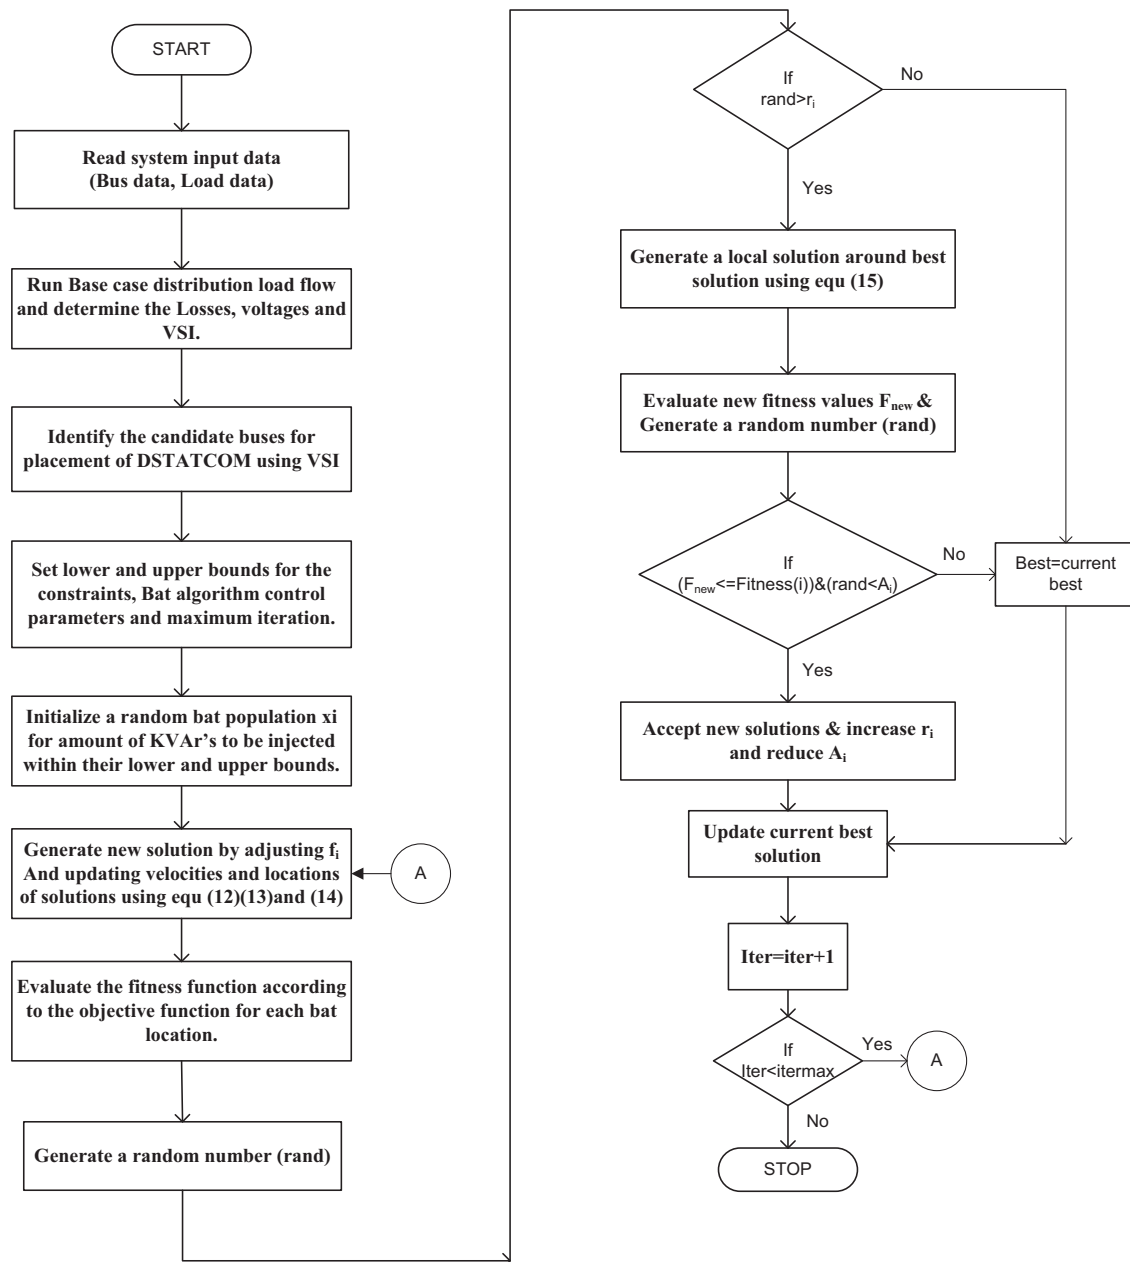 START
Read system input data
(Bus data, Load data)
Run Base case distribution load flow
and determine the Losses, voltages and
VSI.
Identify the candidate buses for
placement of DSTATCOM using VSI
Set lower and upper bounds for the
constraints, Bat algorithm control
parameters and maximum iteration.
Initialize a random bat population xi
for amount of KVAr's to be injected
within their lower and upper bounds.
Generate new solution by adjusting fi
And updating velocities and locations
of solutions using equ (12)(13)and (14)
A
Evaluate the fitness function according
to the objective function for each bat
location.
Generate a random number (rand)
If
rand>ri
No
Yes
Generate a local solution around best
solution using equ (15)
Evaluate new fitness values Fnew &
Generate a random number (rand)
If
(Fnew<=Fitness(i))&(rand<Ai)
No
Best=current
best
Yes
Accept new solutions & increase ri
and reduce Ai
Update current best
solution
Iter=iter+1
If
Iter<itermax
Yes
A
No
STOP